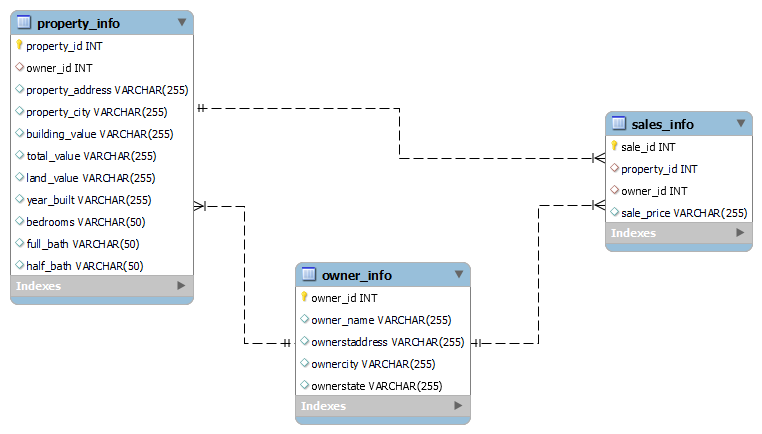 property_info
property_id INT
owner_id INT
property_address VARCHAR(255)
property_city VARCHAR(255)
building_value VARCHAR(255)
total_value VARCHAR(255)
land_value VARCHAR(255)
year_built VARCHAR(255)
bedrooms VARCHAR(50)
full_bath VARCHAR(50)
half_bath VARCHAR(50)
Indexes
sales_info
sale_id INT
property_id INT
owner_id INT
sale_price VARCHAR(255)
Indexes
owner_info
owner_id INT
owner_name VARCHAR(255)
ownerstaddress VARCHAR(255)
ownercity VARCHAR(255)
ownerstate VARCHAR(255)
Indexes